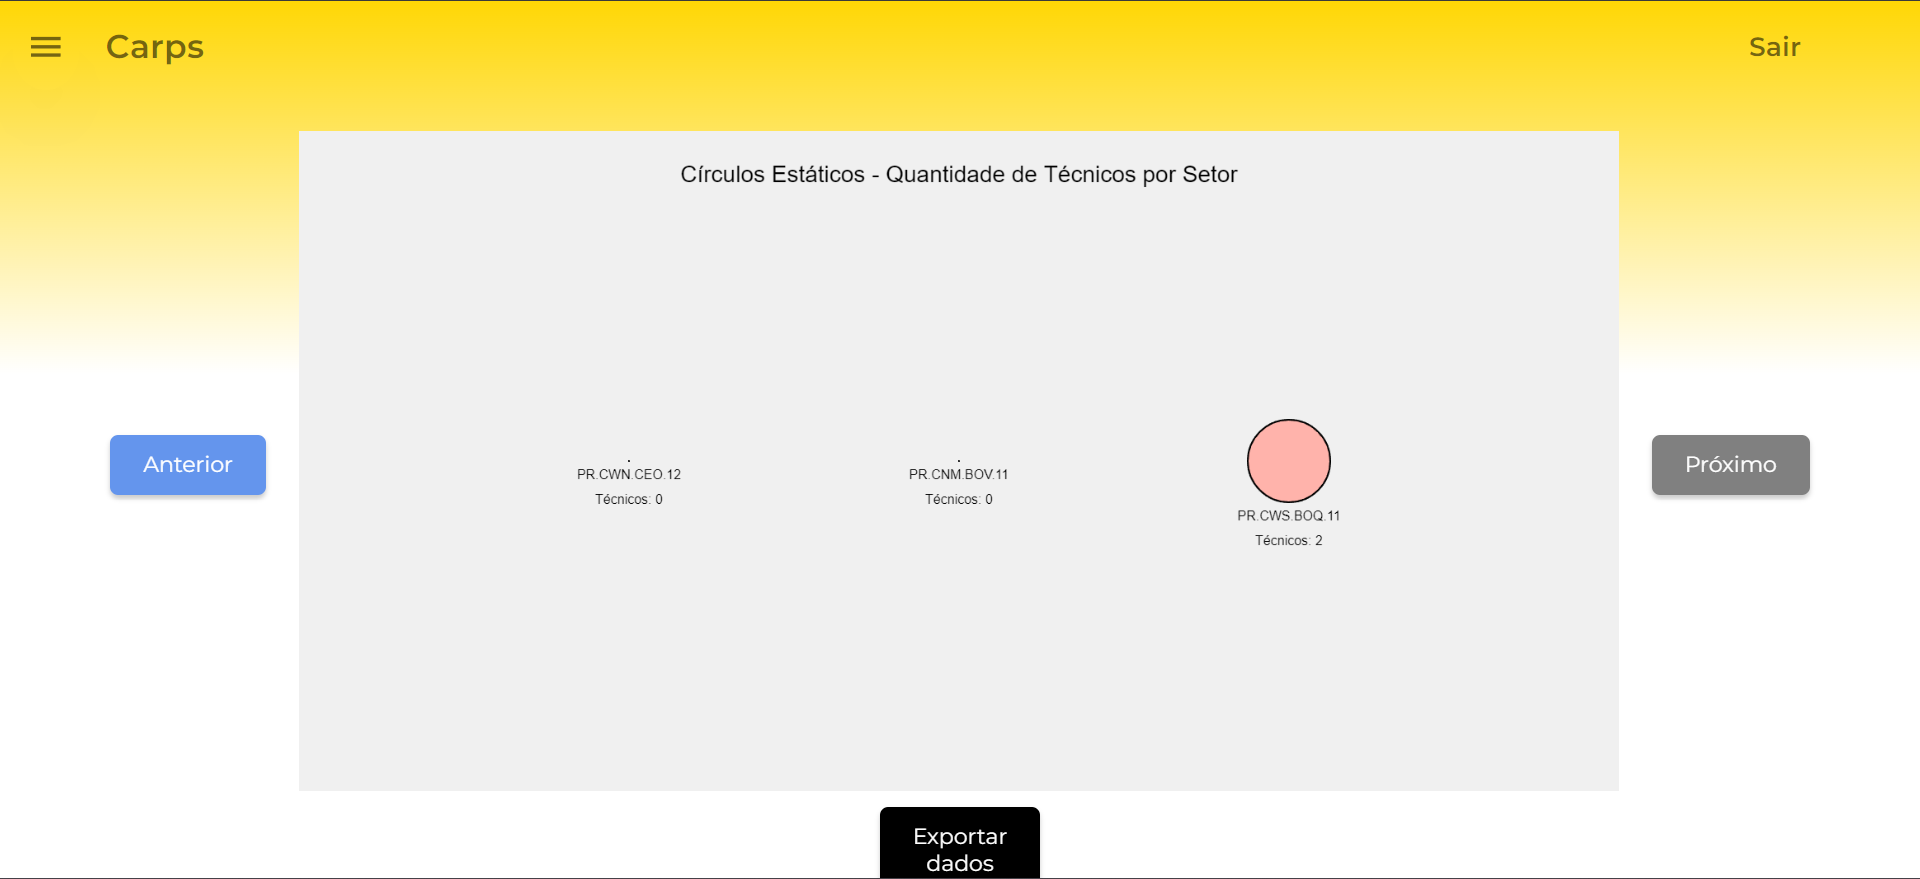 Carps
Sair
Círculos Estáticos - Quantidade de Técnicos por Setor
Anterior
PR.CWN.CEO.12
Técnicos: 0
PR.CNM.BOV.11
Técnicos: 0
PR.CWS.BOQ.11
Técnicos: 2
Próximo
Exportar
dados